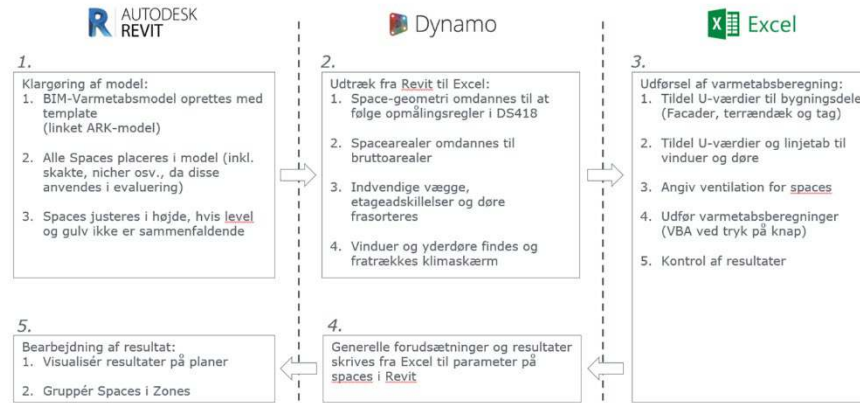 AUTODESK
REVIT
Dynamo
Excel
1.
Klargøring af model:
1. BIM-Varmetabsmodel oprettes med
template
(linket ARK-model)
2. Alle Spaces placeres i model (inkl.
skakte, nicher osv., da disse
anvendes i evaluering)
3. Spaces justeres i højde, hvis level
og gulv ikke er sammenfaldende
2.
Udtræk fra Revit til Excel:
1. Space-geometri omdannes til at
følge opmålingsregler i DS418
2. Spacearealer omdannes til
bruttoarealer
3. Indvendige vægge,
etageadskillelser og døre
frasorteres
4. Vinduer og yderdøre findes og
fratrækkes klimaskærm
3.
Udførsel af varmetabsberegning:
1. Tildel U-værdier til bygningsdele
(Facader, terrændæk og tag)
2. Tildel U-værdier og linjetab til
vinduer og døre
3. Angiv ventilation for spaces
4. Udfør varmetabsberegninger
(VBA ved tryk på knap)
5. Kontrol af resultater
4.
Generelle forudsætninger og resultater
skrives fra Excel til parameter på
spaces i Revit
5.
Bearbejdning af resultat:
1. Visualisér resultater på planer
2. Gruppér Spaces i Zones